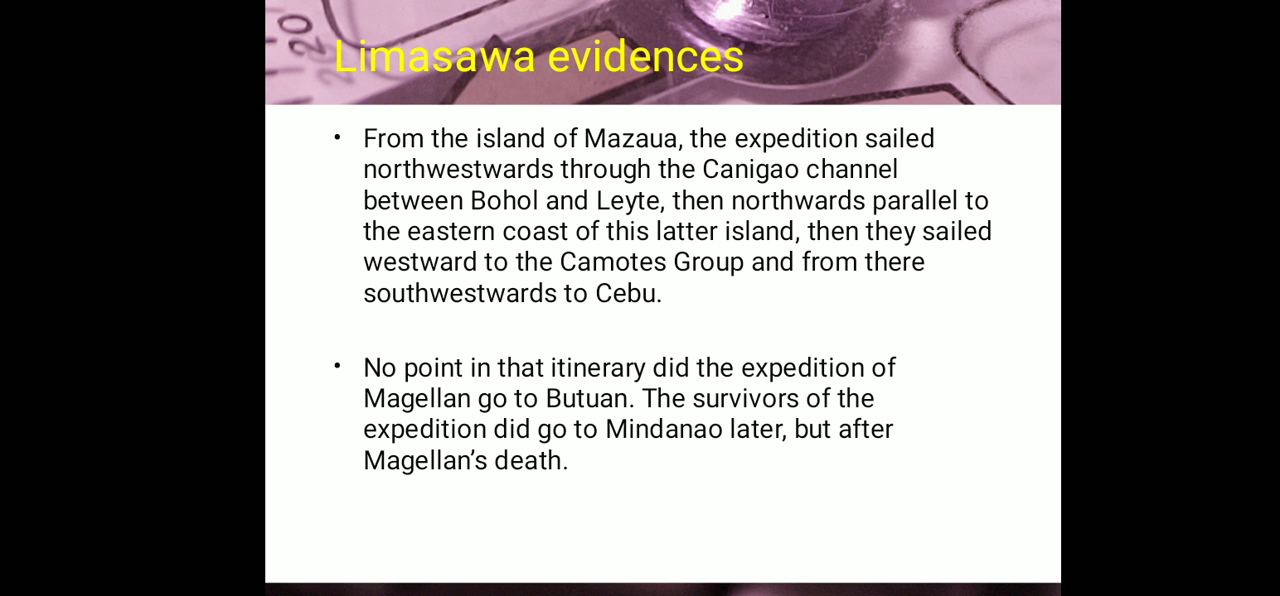 Limasawa evidences
• From the island of Mazaua, the expedition sailed
northwestwards through the Canigao channel
between Bohol and Leyte, then northwards parallel to
the eastern coast of this latter island, then they sailed
westward to the Camotes Group and from there
southwestwards to Cebu.
• No point in that itinerary did the expedition of
Magellan go to Butuan. The survivors of the
expedition did go to Mindanao later, but after
Magellan’s death.